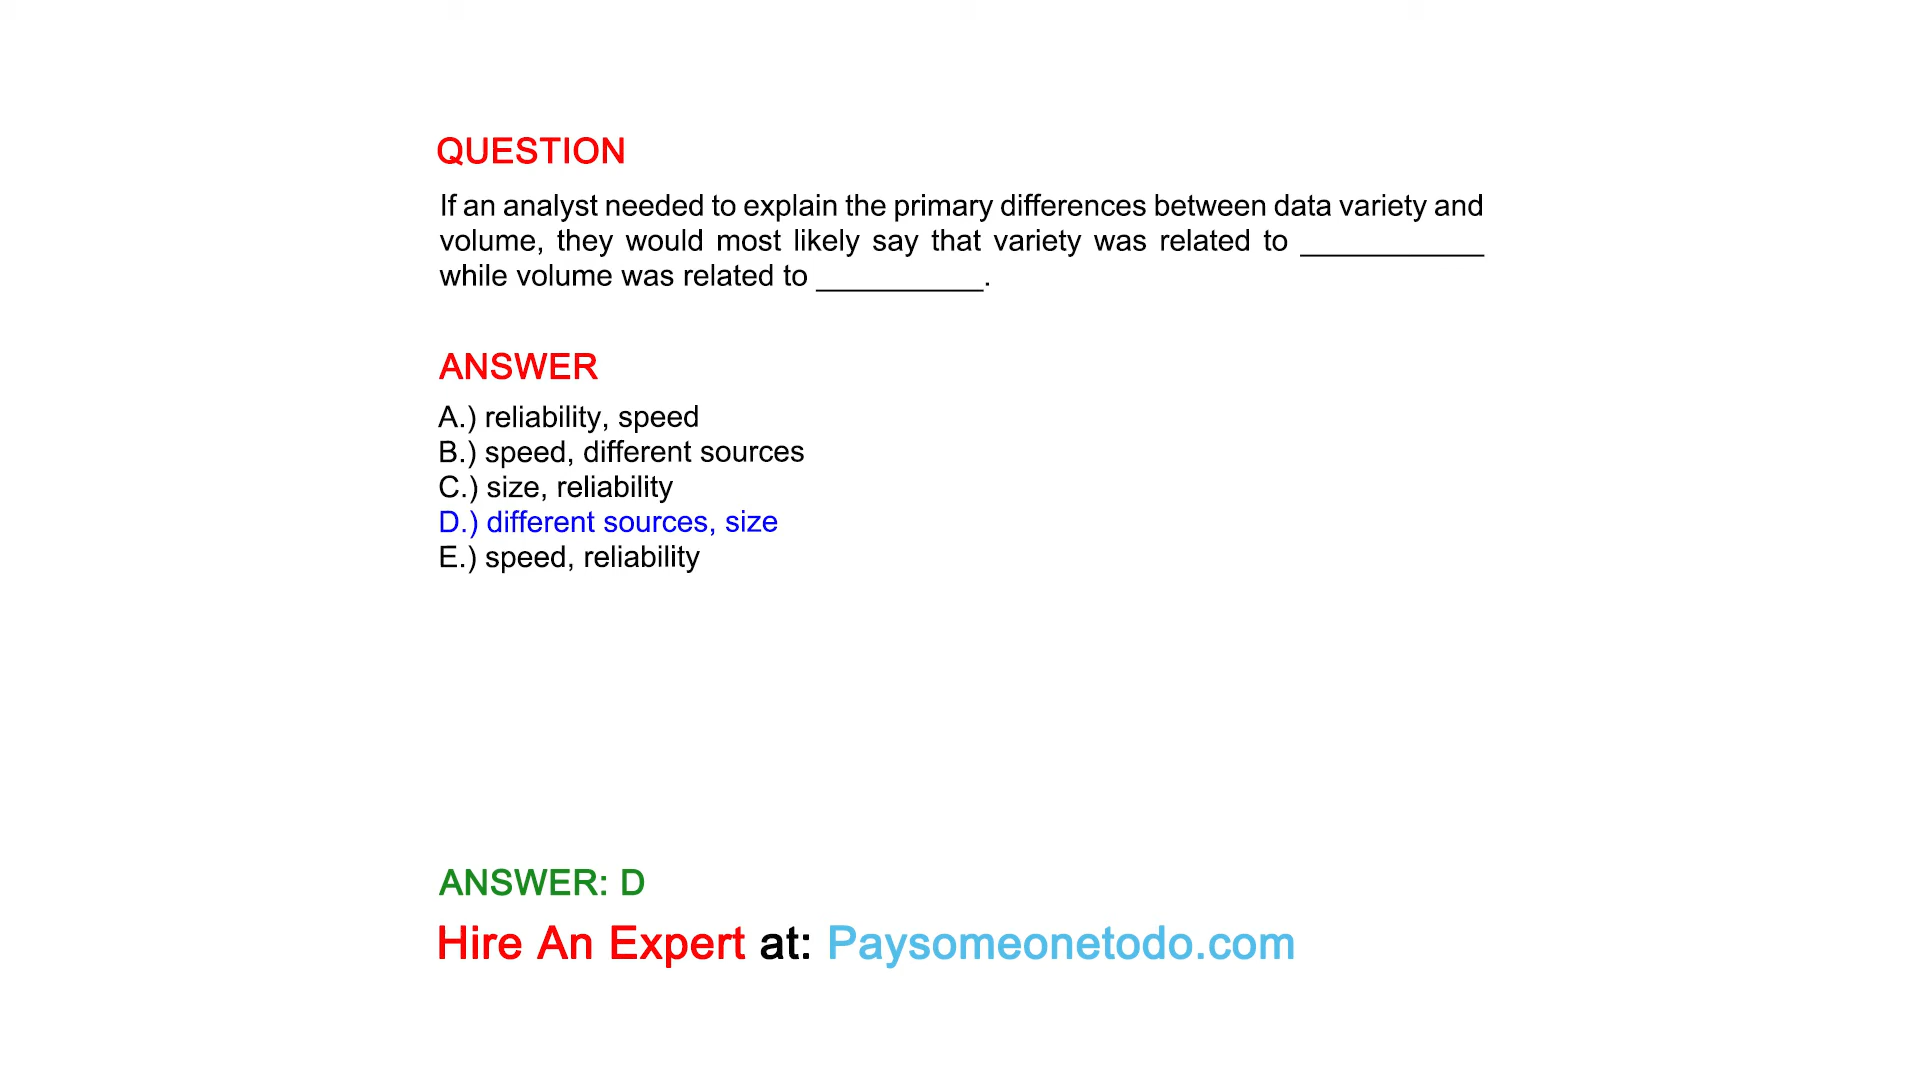 QUESTION
If an analyst needed to explain the primary differences between data variety and
volume, they would most likely say that variety was related to ___________
while volume was related to __________.
ANSWER
A.) reliability, speed
B.) speed, different sources
C.) size, reliability
D.) different sources, size
E.) speed, reliability
ANSWER: D
Hire An Expert at: Paysomeonetodo.com